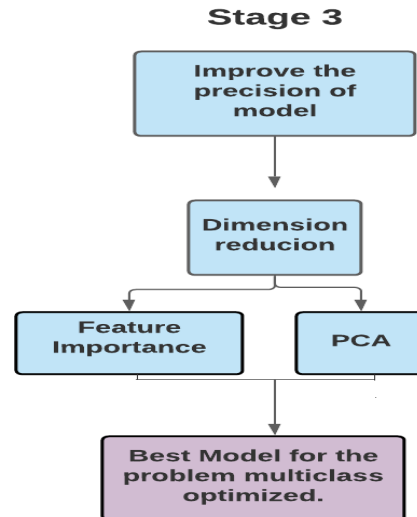 Stage 3
Improve the
precision of
model
Dimension
reducion
Feature
Importance
PCA
Best Model for the
problem multiclass
optimized.